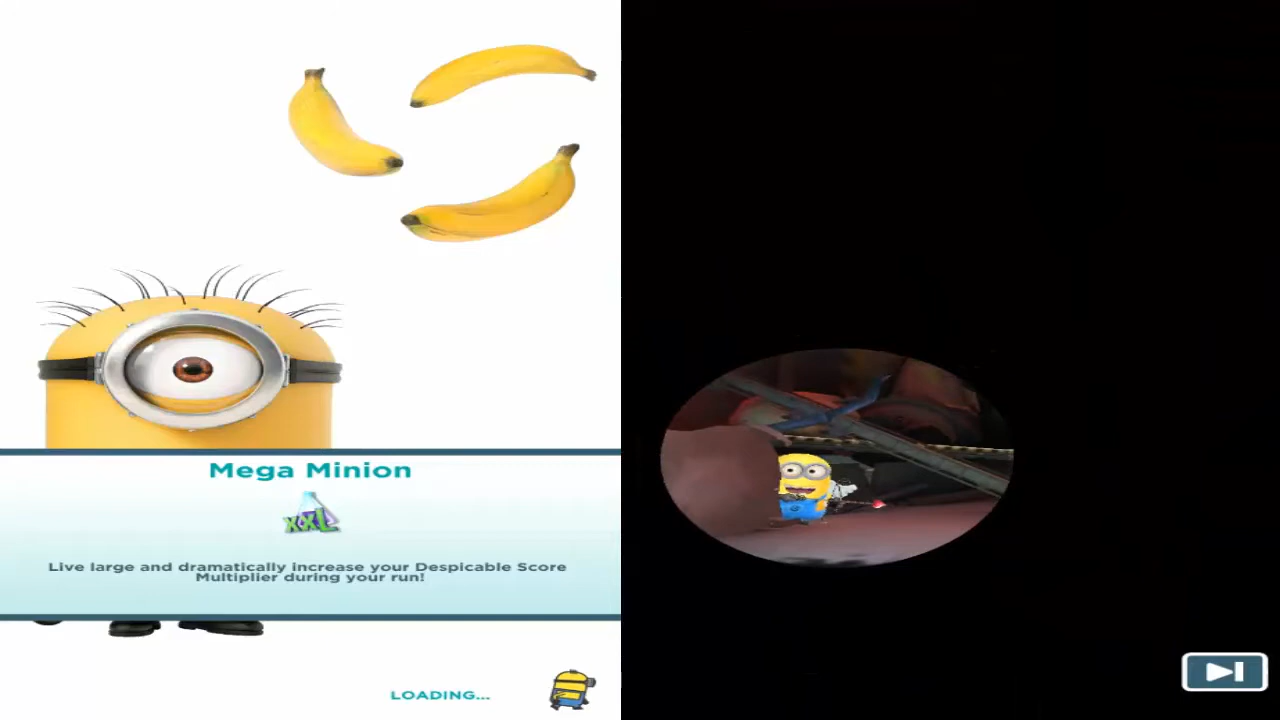 Mega Minion
XXL
Live large and dramatically increase your Despicable Score
Multiplier during your run!
LOADING...